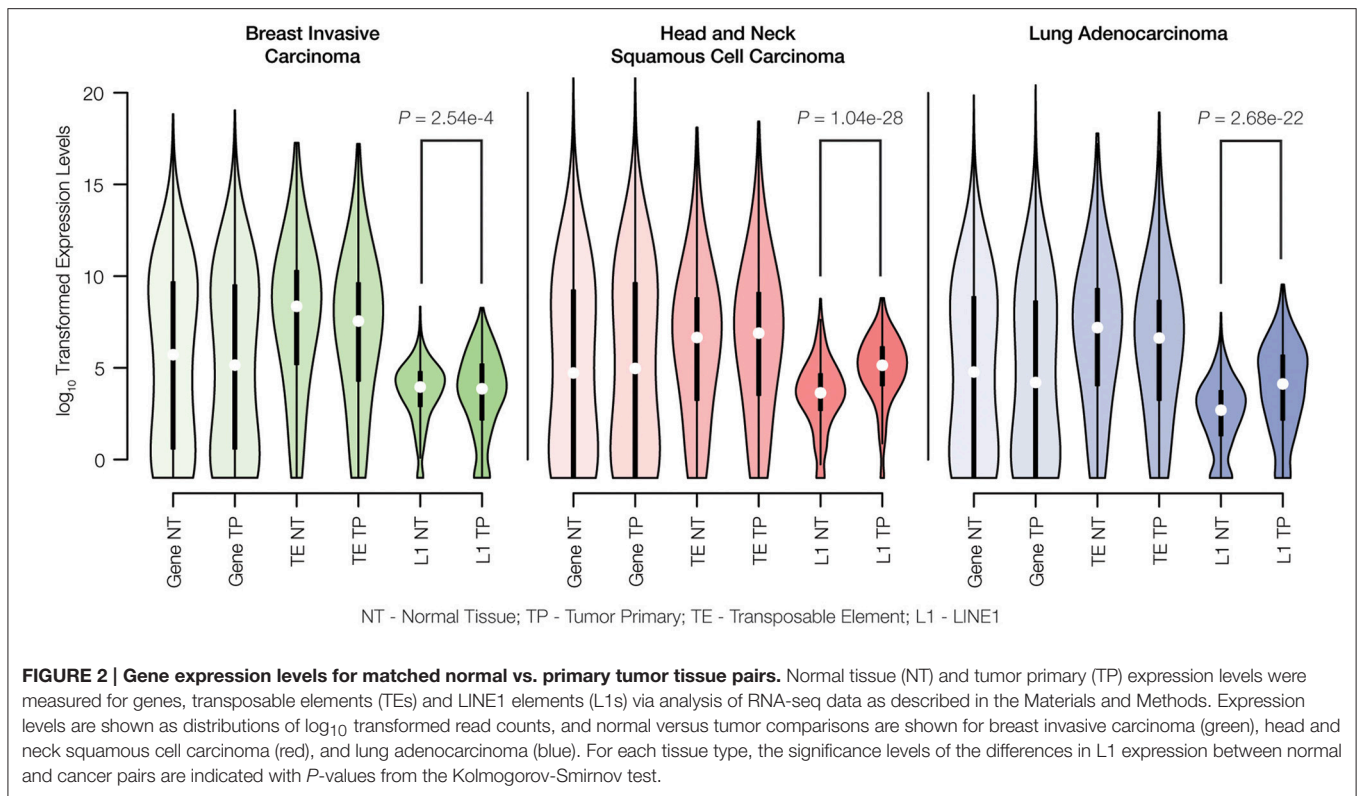 Breast Invasive
Carcinoma
Head and Neck
Squamous Cell Carcinoma
Lung Adenocarcinoma
log10 Transformed Expression Levels
20
15
10
5
0
P = 2.54e-4
P = 1.04e-28
P = 2.68e-22
Gene NT
Gene TP
TE NT
TE TP
L1 NT
L1 TP
Gene NT
Gene TP
TE NT
TE TP
L1 NT
L1 TP
Gene NT
Gene TP
TE NT
TE TP
L1 NT
L1 TP
NT - Normal Tissue; TP - Tumor Primary; TE - Transposable Element; L1 - LINE1
FIGURE 2 | Gene expression levels for matched normal vs. primary tumor tissue pairs. Normal tissue (NT) and tumor primary (TP) expression levels were
measured for genes, transposable elements (TEs) and LINE1 elements (L1s) via analysis of RNA-seq data as described in the Materials and Methods. Expression
levels are shown as distributions of log10 transformed read counts, and normal versus tumor comparisons are shown for breast invasive carcinoma (green), head and
neck squamous cell carcinoma (red), and lung adenocarcinoma (blue). For each tissue type, the significance levels of the differences in L1 expression between normal
and cancer pairs are indicated with P-values from the Kolmogorov-Smirnov test.